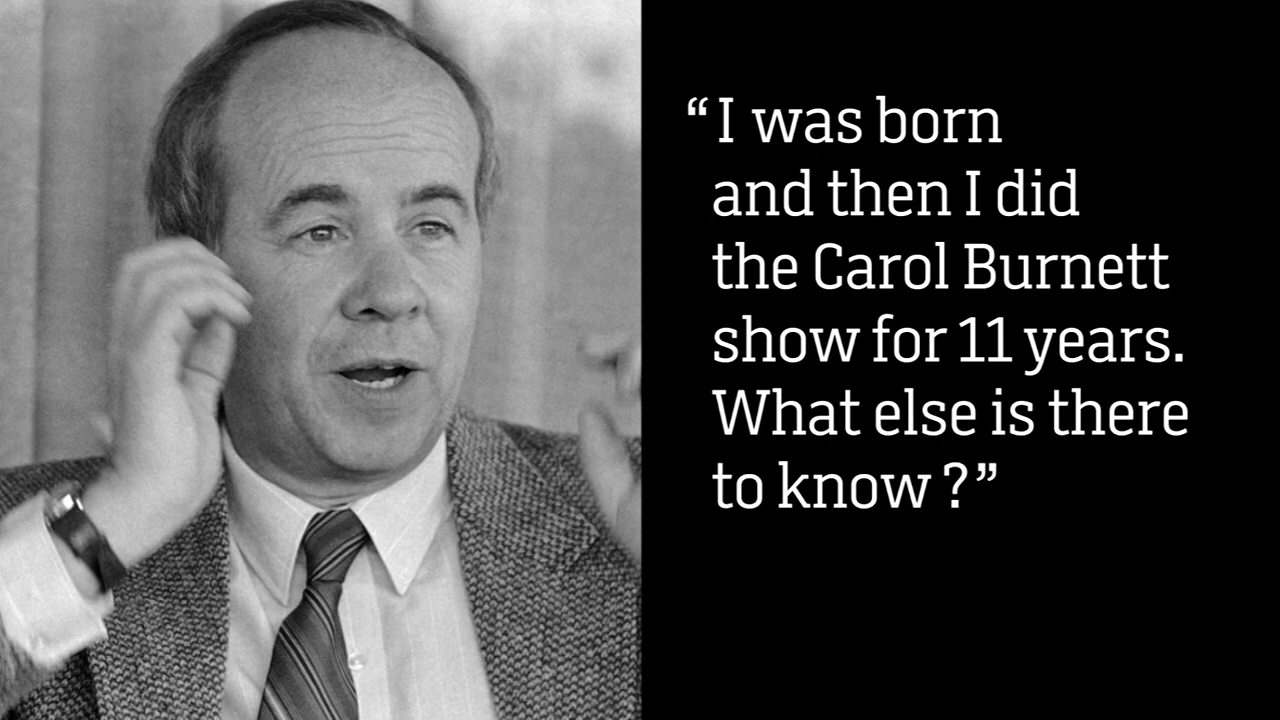 “I was born
and then I did
the Carol Burnett
show for 11 years.
What else is there
to know ?”